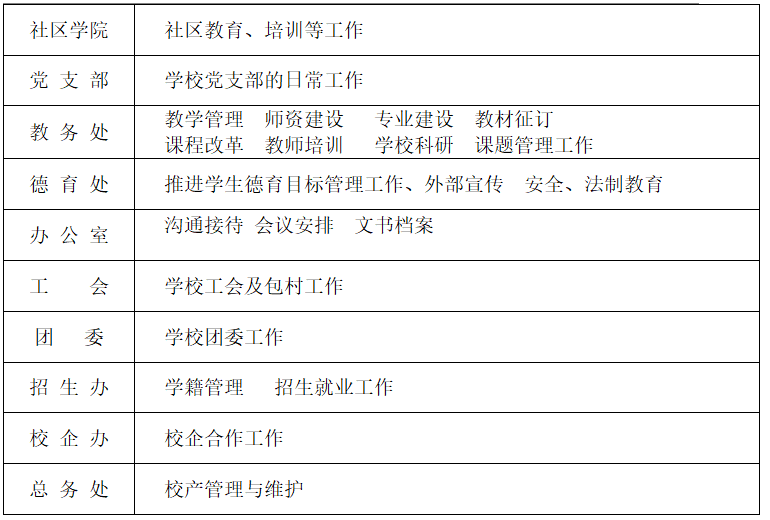 社区学院 社区教育、培训等工作
党 支 部 学校党支部的日常工作
教 务 处 教学管理 师资建设 专业建设 教材征订
课程改革 教师培训 学校科研 课题管理工作
德 育 处 推进学生德育目标管理工作、外部宣传 安全、法制教育
办 公 室 沟通接待 会议安排 文书档案
工 会 学校工会及包村工作
团 委 学校团委工作
招 生 办 学籍管理 招生就业工作
校 企 办 校企合作工作
总 务 处 校产管理与维护